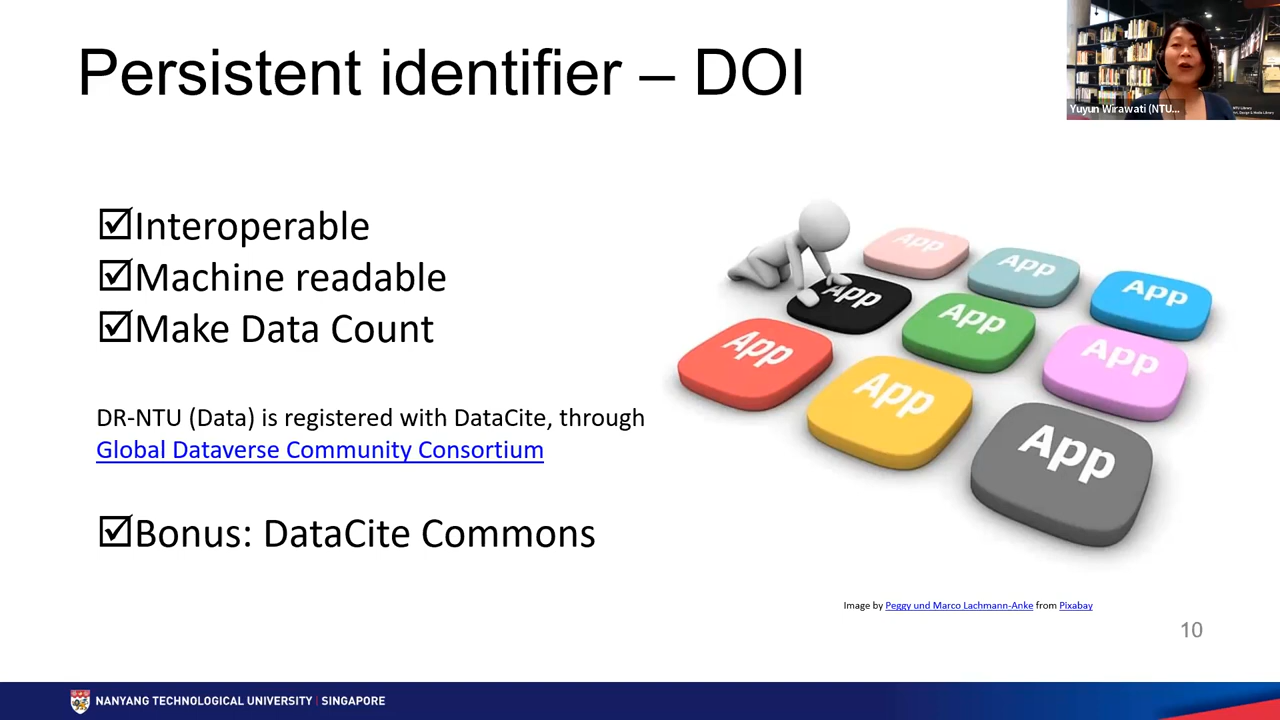 Persistent identifier – DOI
Yuyun Wirawati (NTU...
☑Interoperable
☑Machine readable
☑Make Data Count
DR-NTU (Data) is registered with DataCite, through
Global Dataverse Community Consortium
☑Bonus: DataCite Commons
App
App
App
App
App
App
App
App
App
Image by Peggy und Marco Lachmann-Anke from Pixabay
10
NANYANG TECHNOLOGICAL UNIVERSITY | SINGAPORE